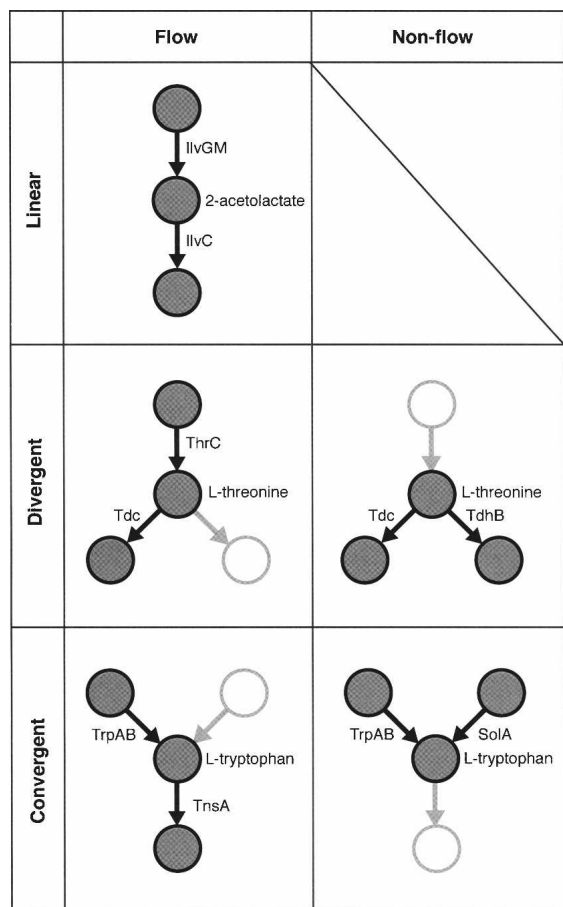 Flow
Non-flow
Linear
IlvGM
2-acetolactate
IlvC
Divergent
ThrC
L-threonine
Tdc
L-threonine
Tdc
TdhB
Convergent
TrpAB
L-tryptophan
TnsA
TrpAB
SolA
L-tryptophan